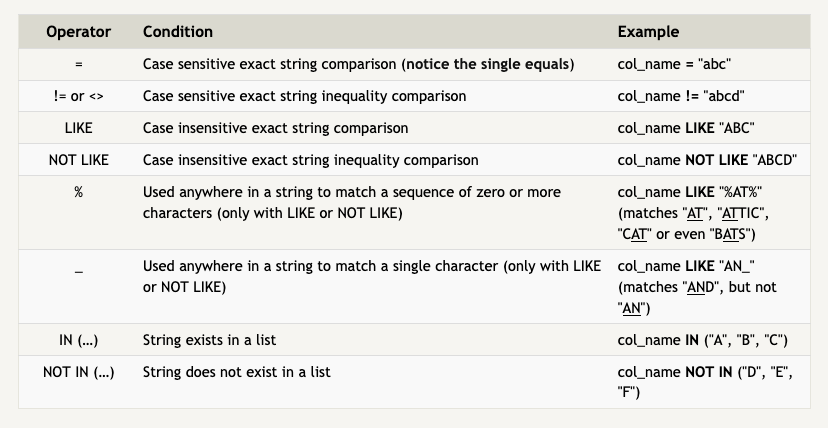 Operator Condition Example
= Case sensitive exact string comparison (notice the single equals) col_name = "abc"
!= or <> Case sensitive exact string inequality comparison col_name != "abcd"
LIKE Case insensitive exact string comparison col_name LIKE "ABC"
NOT LIKE Case insensitive exact string inequality comparison col_name NOT LIKE "ABCD"
% Used anywhere in a string to match a sequence of zero or more col_name LIKE "%AT%"
characters (only with LIKE or NOT LIKE) (matches "AT", "ATTIC",
"CAT" or even "BATS")
_ Used anywhere in a string to match a single character (only with LIKE col_name LIKE "AN_"
or NOT LIKE) (matches "AND", but not
"AN")
IN (…) String exists in a list col_name IN ("A", "B", "C")
NOT IN (…) String does not exist in a list col_name NOT IN ("D", "E",
"F")